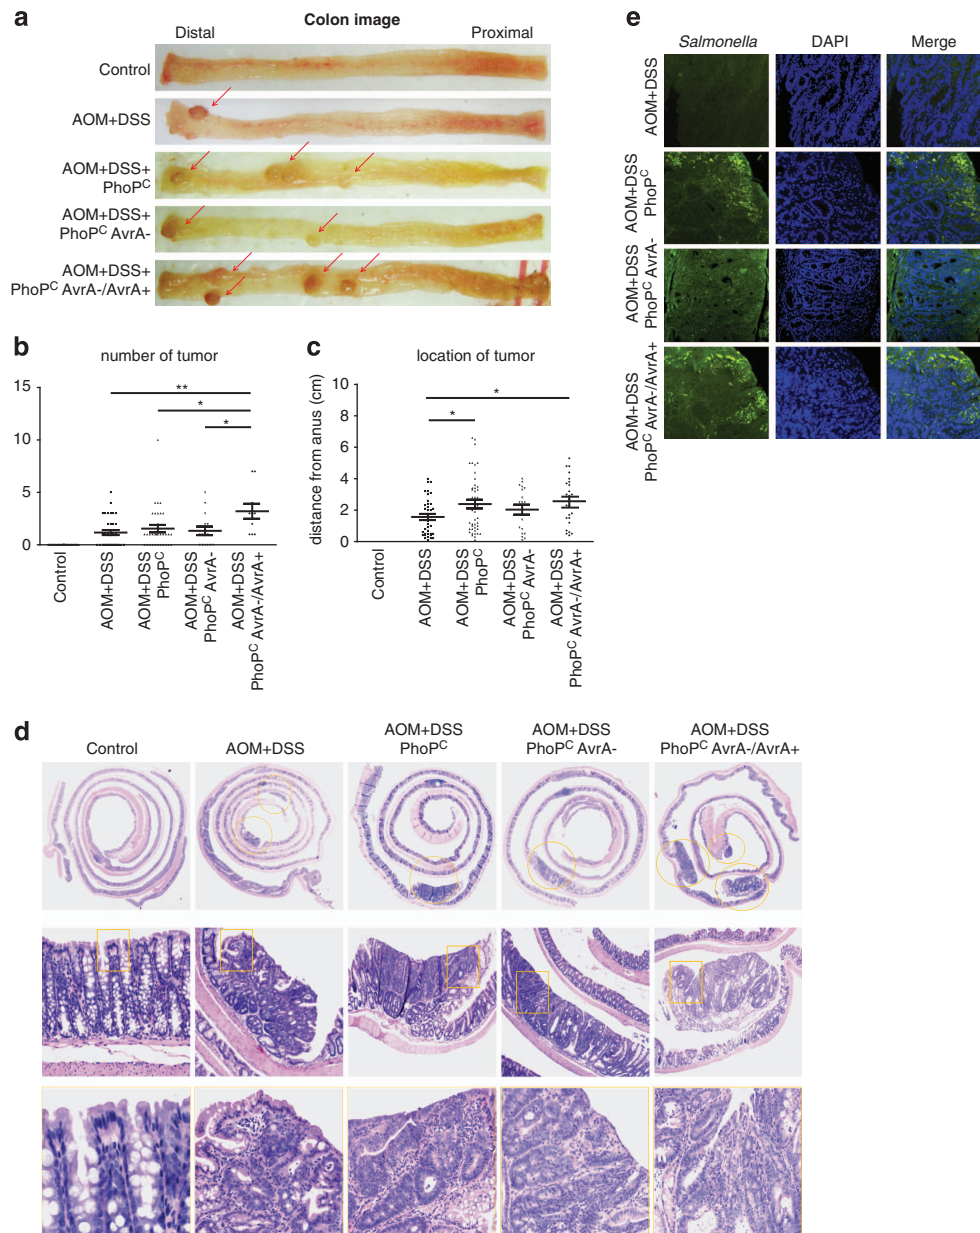 a
Colon image
Distal
Proximal
Control
AOM+DSS
AOM+DSS+
PhoPC
AOM+DSS+
PhoPC AvrA-
AOM+DSS+
PhoPC AvrA-/AvrA+
b
number of tumor
15
10
5
0
**
*
*
Control
AOM+DSS
AOM+DSS
PhoPC
AOM+DSS
PhoPC AvrA-
AOM+DSS
PhoPC AvrA-/AvrA+
c
location of tumor
distance from anus (cm)
10
8
6
4
2
0
*
*
Control
AOM+DSS
AOM+DSS
PhoPC
AOM+DSS
PhoPC AvrA-
AOM+DSS
PhoPC AvrA-/AvrA+
d
Control
AOM+DSS
AOM+DSS
PhoPC
AOM+DSS
PhoPC AvrA-
AOM+DSS
PhoPC AvrA-/AvrA+
e
Salmonella
DAPI
Merge
AOM+DSS
AOM+DSS
PhoPC
AOM+DSS
PhoPC AvrA-
AOM+DSS
PhoPC AvrA-/AvrA+